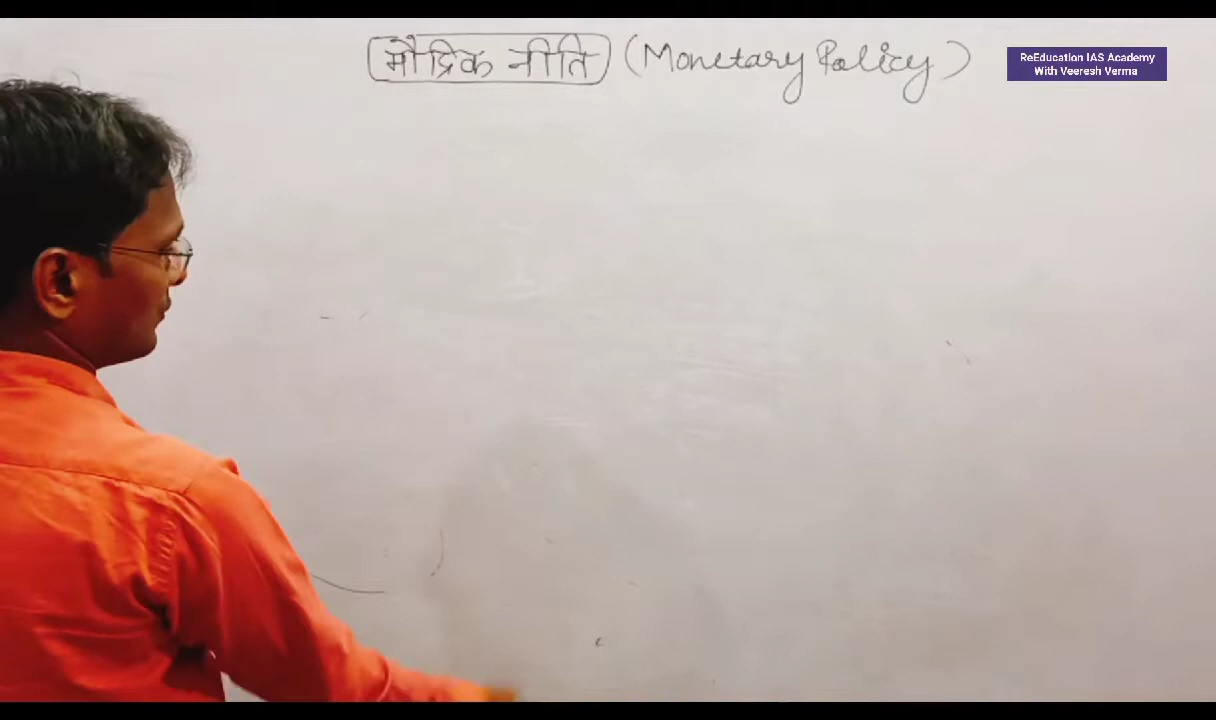 मौद्रिक नीति (Monetary Policy)
ReEducation IAS Academy
With Veeresh Verma